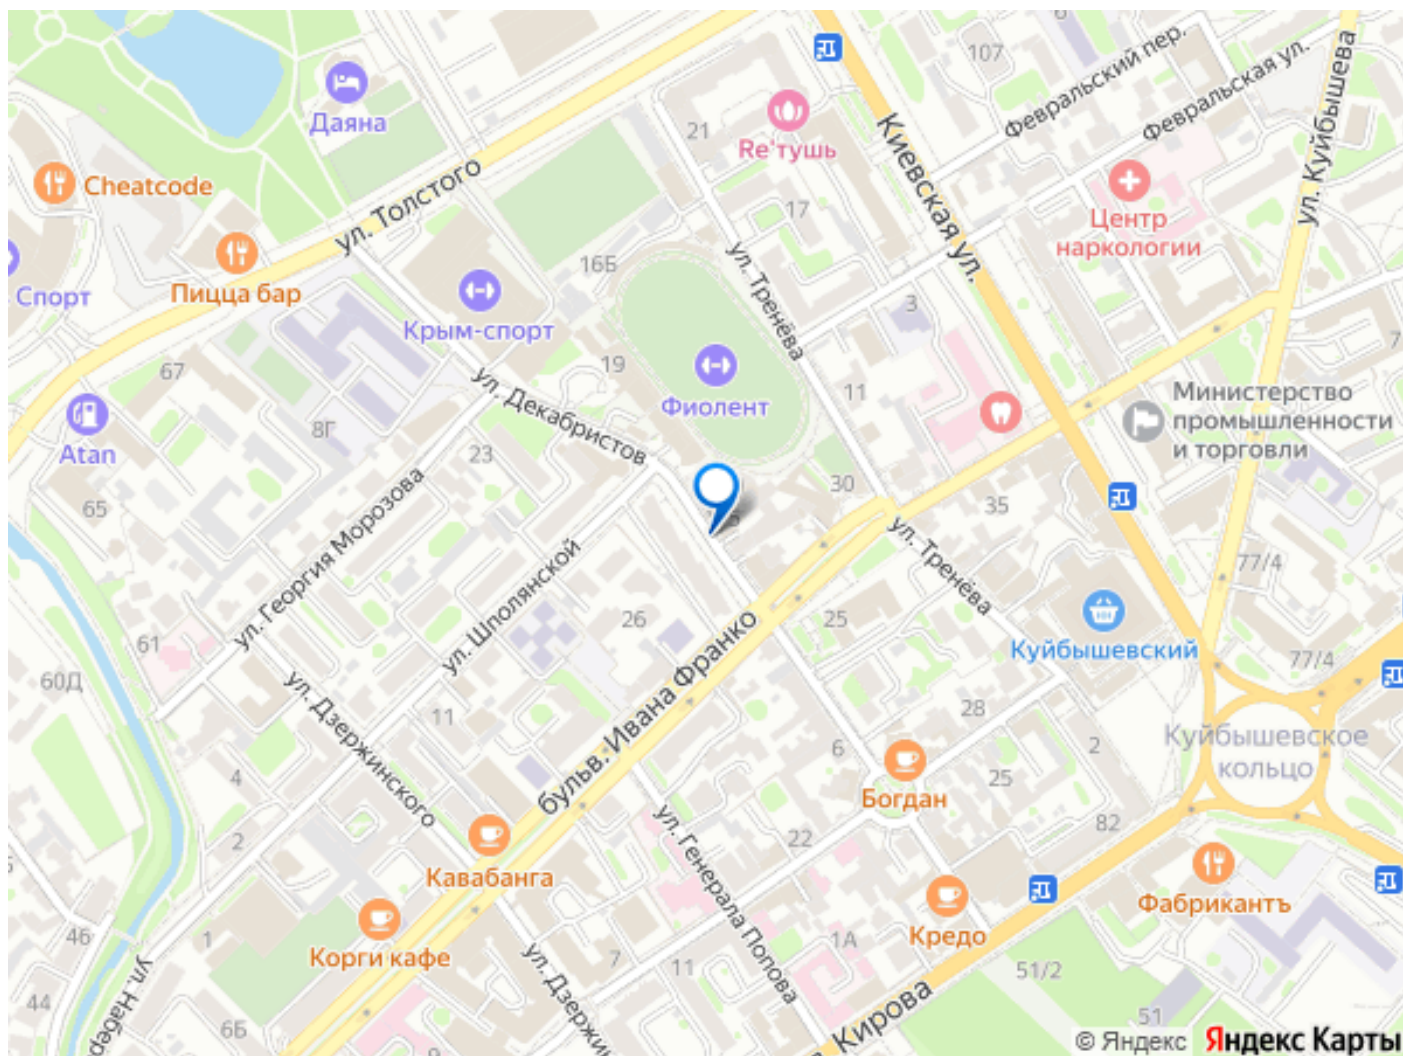 107
Февральский пер.
Февральская ул.
ул. Куйбышева
Даяна
21
Re'тушь
Киевская ул.
Cheatcode
ул. Толстого
17
Центр
наркологии
Спорт
Пицца бар
16Б
ул. Тренёва
Крым-спорт
3
67
19
Фиолент
11
Министерство
промышленности
и торговли
ул. Декабристов
Atan
8Г
23
65
ул. Георгия Морозова
30
35
ул. Тренёва
77/4
ул. Шполянской
26
25
Куйбышевский
61
60Д
77/4
бульв. Ивана Франко
28
11
ул. Дзержинского
6
2
Куйбышевское
кольцо
4
Богдан
25
2
22
82
Кавабанга
ул. Генерала Попова
Фабрикантъ
Корги кафе
Кредо
46
1
1А
7
11
51/2
44
ул. Набер
6Б
ул. Дзержин
9
Кирова
51
© Яндекс Яндекс Карты